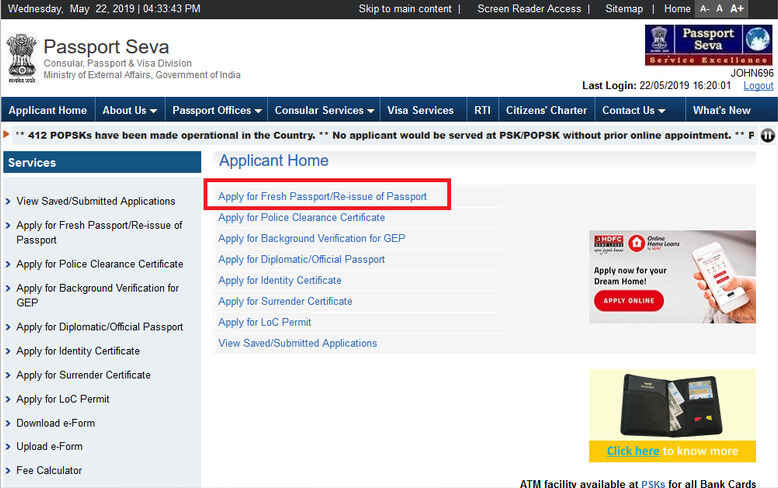 Wednesday, May 22, 2019 | 04:33:43 PM
Skip to main content | Screen Reader Access | Sitemap | Home A- A A+
Passport Seva
Consular, Passport & Visa Division
Ministry of External Affairs, Government of India
Passport
Seva
Service Excellence
JOHN696
Last Login: 22/05/2019 16:20:01 Logout
Applicant Home About Us Passport Offices Consular Services Visa Services RTI Citizens' Charter Contact Us What's New
** 412 POPSKs have been made operational in the Country. ** No applicant would be served at PSK/POPSK without prior online appointment. ** P
Services
View Saved/Submitted Applications
Apply for Fresh Passport/Re-issue of
Passport
Apply for Police Clearance Certificate
Apply for Background Verification for
GEP
Apply for Diplomatic/Official Passport
Apply for Identity Certificate
Apply for Surrender Certificate
Apply for LoC Permit
Download e-Form
Upload e-Form
Fee Calculator
Applicant Home
Apply for Fresh Passport/Re-issue of Passport
Apply for Police Clearance Certificate
Apply for Background Verification for GEP
Apply for Diplomatic/Official Passport
Apply for Identity Certificate
Apply for Surrender Certificate
Apply for LoC Permit
View Saved/Submitted Applications
HDFC
Online
Home Loans
Apply now for your
Dream Home!
APPLY ONLINE
Click here to know more
ATM facility available at PSKs for all Bank Cards